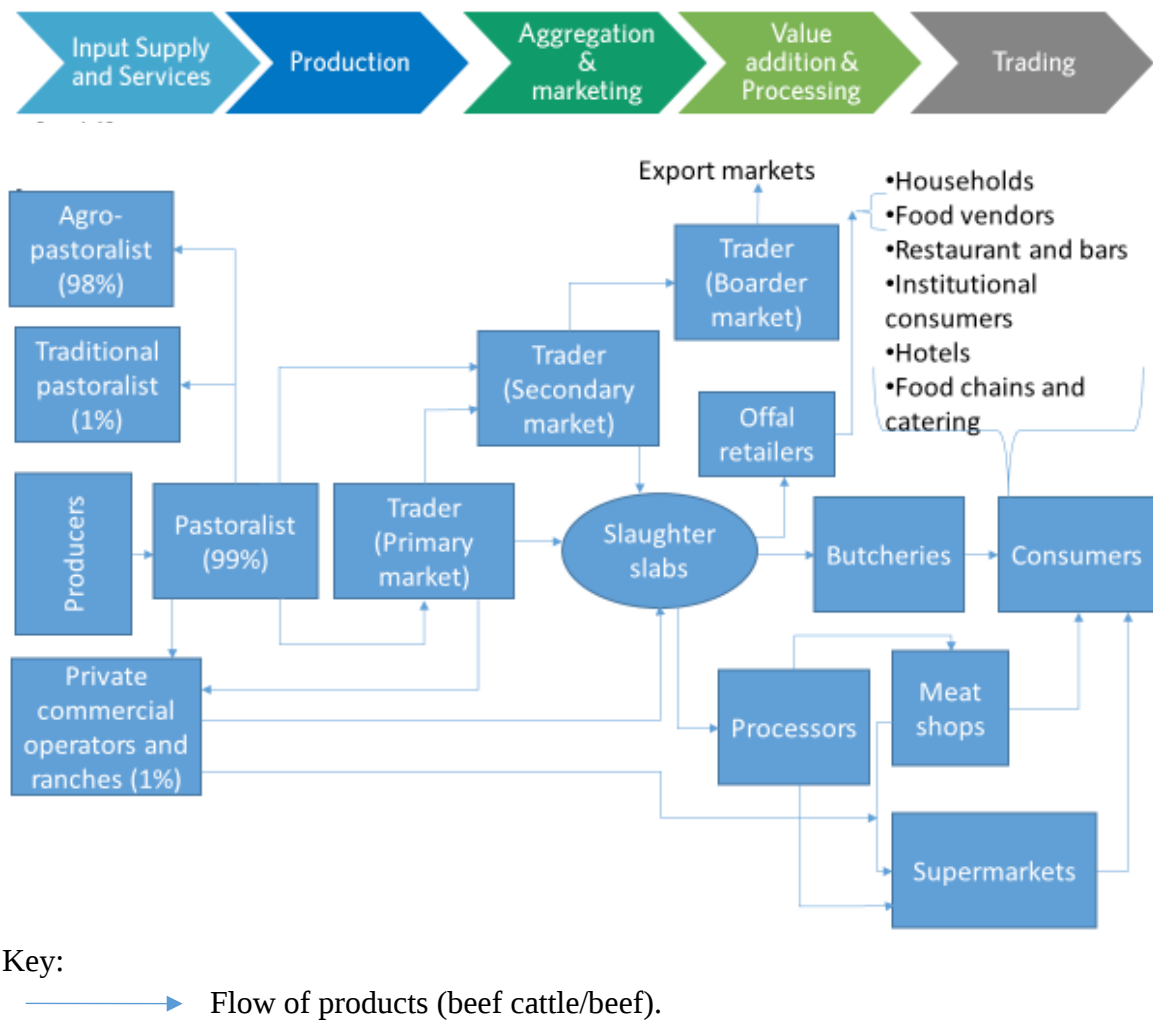 Input Supply
and Services
Production
Aggregation
&
marketing
Value
addition &
Processing
Trading
Export markets
•Households
•Food vendors
•Restaurant and bars
•Institutional
consumers
•Hotels
•Food chains and
catering
Agro-
pastoralist
(98%)
Trader
(Boarder
market)
Traditional
pastoralist
(1%)
Trader
(Secondary
market)
Offal
retailers
Producers
Pastoralist
(99%)
Trader
(Primary
market)
Slaughter
slabs
Butcheries
Consumers
Private
commercial
operators and
ranches (1%)
Processors
Meat
shops
Supermarkets
Key:
Flow of products (beef cattle/beef).